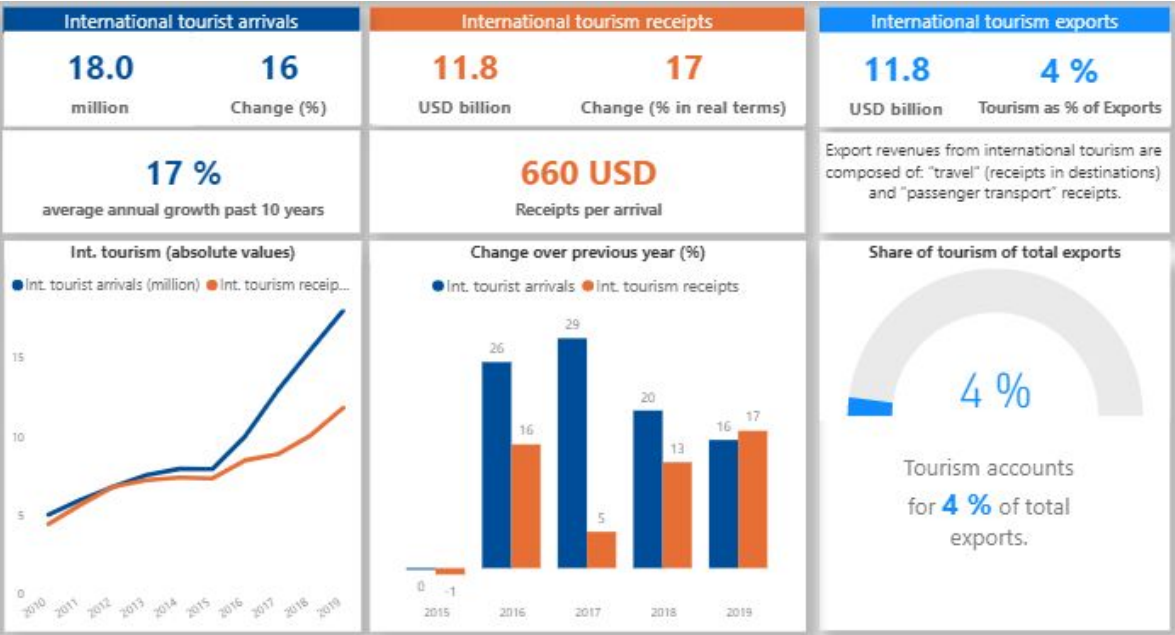 International tourist arrivals
18.0 16
million Change (%)
17 %
average annual growth past 10 years
International tourism receipts
11.8 17
USD billion Change (% in real terms)
660 USD
Receipts per arrival
International tourism exports
11.8 4 %
USD billion Tourism as % of Exports
Export revenues from international tourism are
composed of: “travel” (receipts in destinations)
and “passenger transport” receipts.
Int. tourism (absolute values)
Int. tourist arrivals (million) Int. tourism receip...
15
10
5
0
2010 2011 2012 2013 2014 2015 2016 2017 2018 2019
Change over previous year (%)
Int. tourist arrivals Int. tourism receipts
0 -1 26 16 29 5 20 13 16 17
2015 2016 2017 2018 2019
Share of tourism of total exports
4 %
Tourism accounts
for 4 % of total
exports.